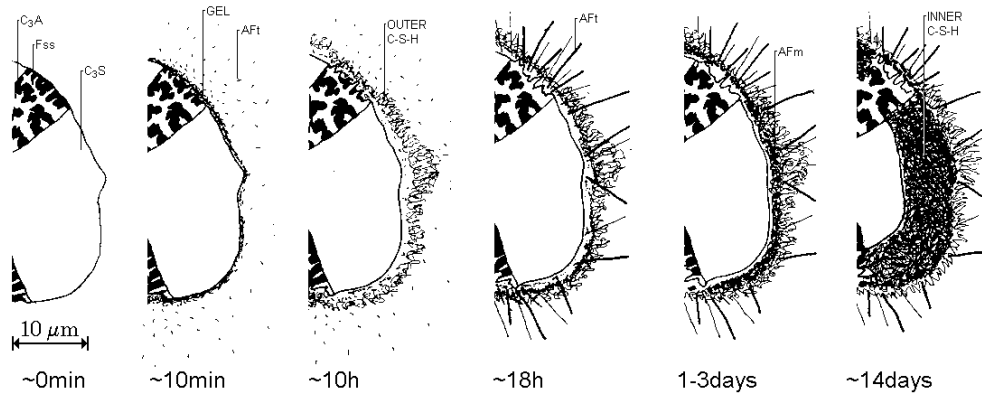 C₃A
Fss
C₃S
GEL
AFt
OUTER
C-S-H
AFt
AFm
INNER
C-S-H
10 μm
~0min
~10min
~10h
~18h
1-3days
~14days